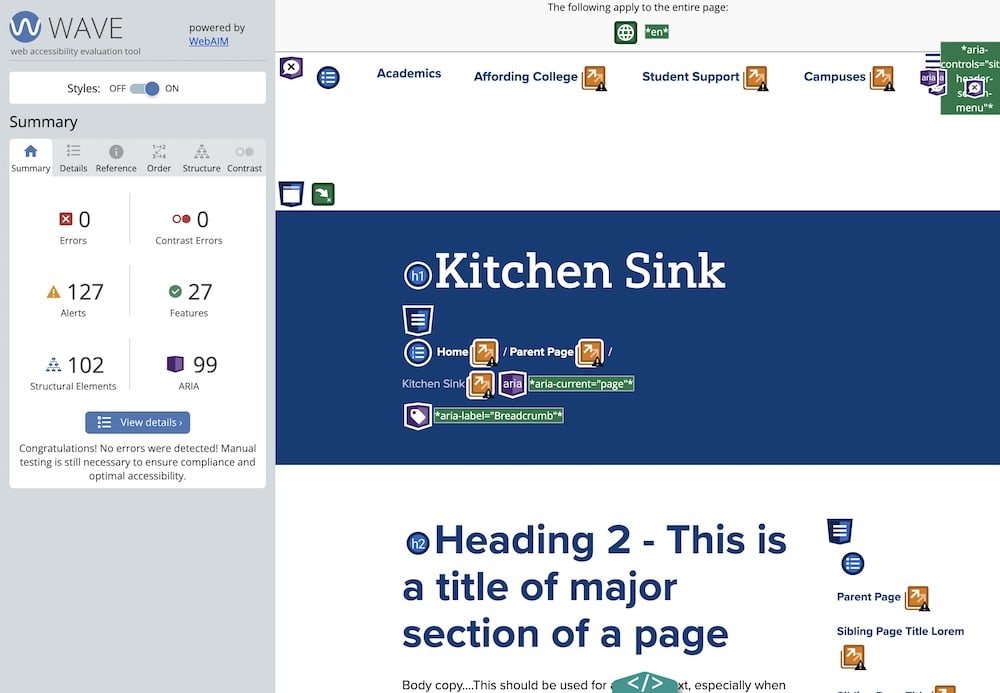 WAVE
web accessibility evaluation tool
powered by
WebAIM
Styles: OFF ON
Summary
Summary Details Reference Order Structure Contrast
0
Errors
0
Contrast Errors
127
Alerts
27
Features
102
Structural Elements
99
ARIA
View details ›
Congratulations! No errors were detected! Manual
testing is still necessary to ensure compliance and
optimal accessibility.
The following apply to the entire page:
*en*
Academics Affording College Student Support Campuses
aria
*aria-
controls="sit
menu"*
h1 Kitchen Sink
Home / Parent Page /
Kitchen Sink aria *aria-current="page"*
*aria-label="Breadcrumb"*
h2 Heading 2 - This is
a title of major
section of a page
Body copy....This should be used for
xt, especially when
</>
Parent Page
Sibling Page Title Lorem